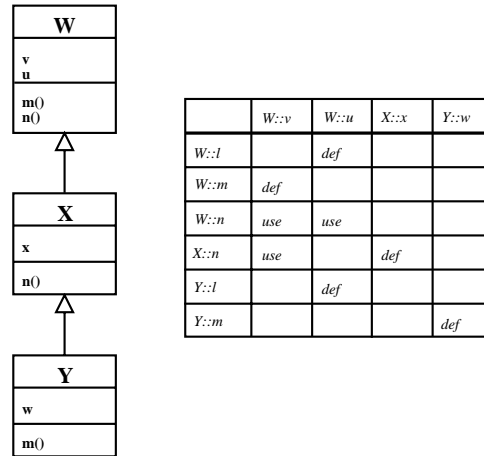 W
v
u
m()
n()
X
x
n()
Y
w
m()
W::v W::u X::x Y::w
W::l def
W::m def
W::n use use
X::n use def
Y::l def
Y::m def